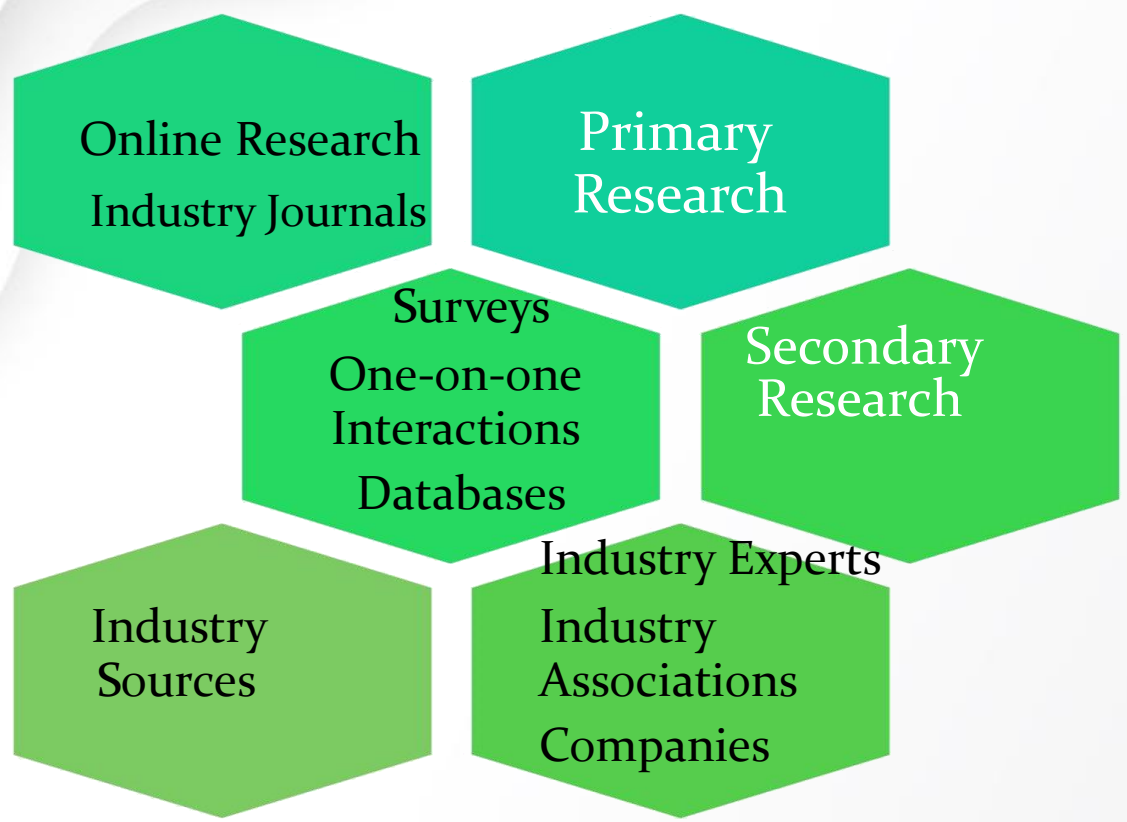 Online Research
Industry Journals
Primary
Research
Surveys
One-on-one
Interactions
Databases
Secondary
Research
Industry
Sources
Industry Experts
Industry
Associations
Companies